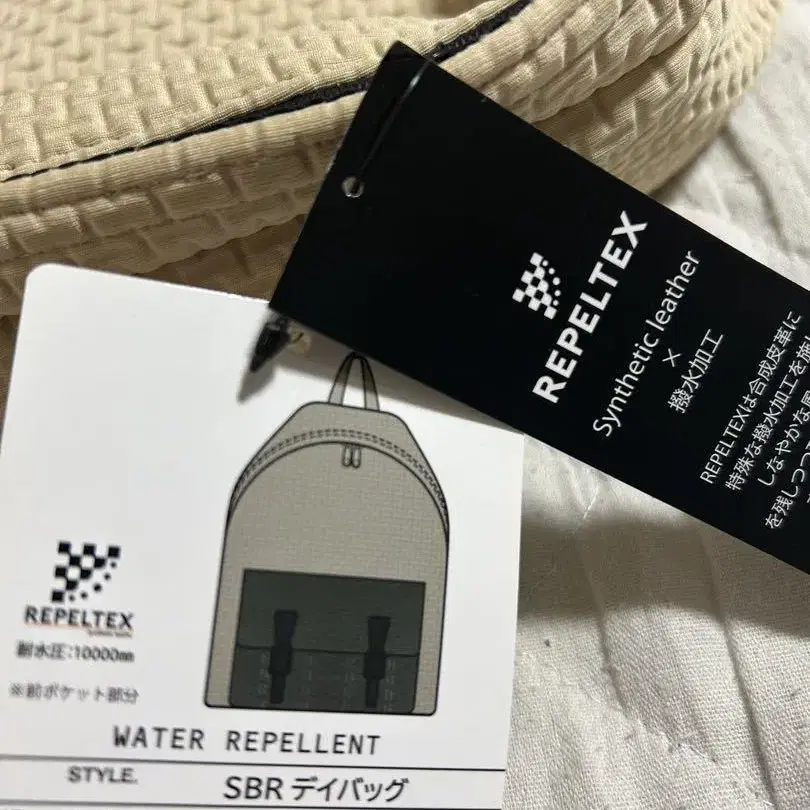 REPELTEX
Synthetic leather
×
撥水加工
REPELTEXは合成皮革に
特殊な撥水加工を施し
しなやかな風
を残しつつ
REPELTEX
耐水圧:10000mm
※前ポケット部分
WATER REPELLENT
STYLE.
SBR デイバッグ